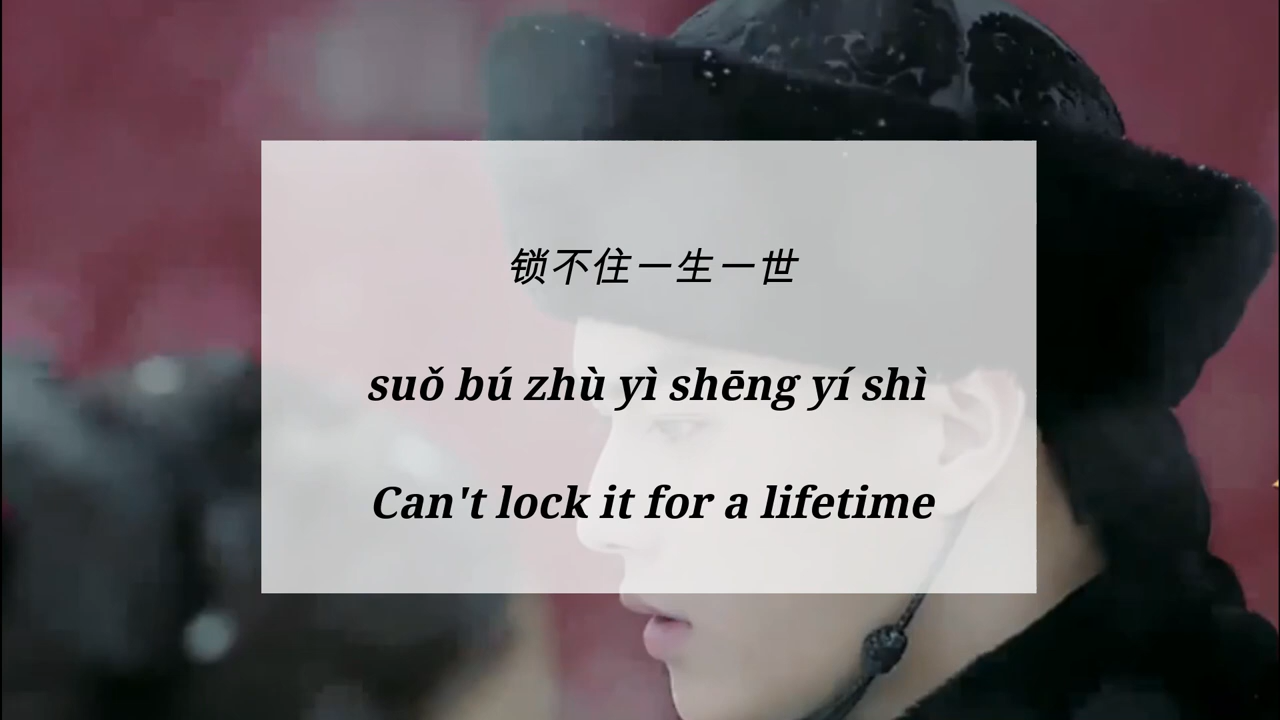 锁不住一生一世
suǒ bú zhù yì shēng yí shì
Can't lock it for a lifetime